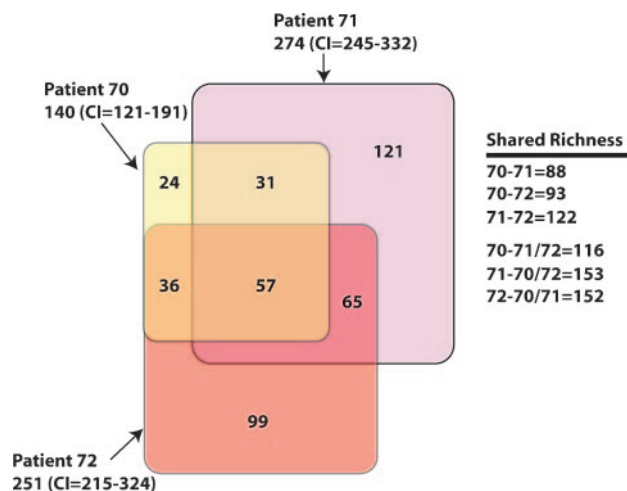 Patient 71
274 (CI=245-332)
Patient 70
140 (CI=121-191)
121
24
31
36
57
65
99
Patient 72
251 (CI=215-324)
Shared Richness
70-71=88
70-72=93
71-72=122
70-71/72=116
71-70/72=153
72-70/71=152